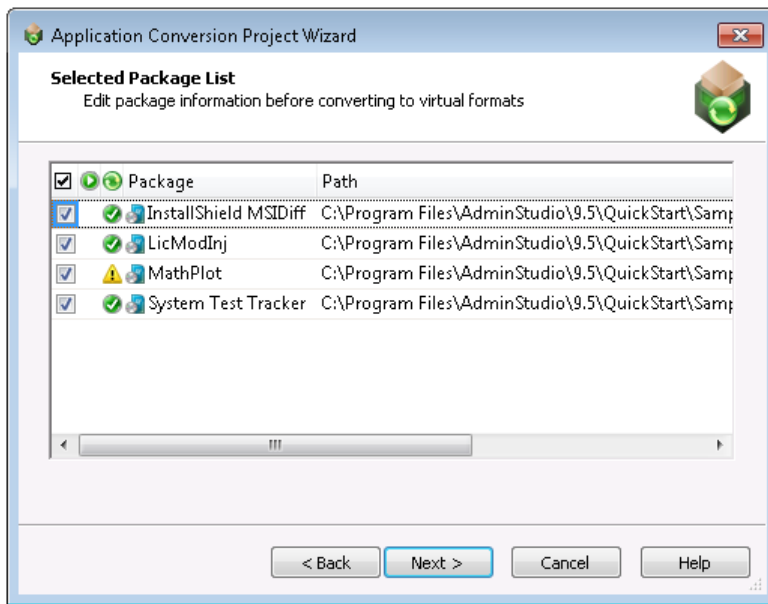 Application Conversion Project Wizard
Selected Package List
Edit package information before converting to virtual formats
Package Path
InstallShield MSIDiff C:\Program Files\AdminStudio\9.5\QuickStart\Samp
LicModInj C:\Program Files\AdminStudio\9.5\QuickStart\Samp
MathPlot C:\Program Files\AdminStudio\9.5\QuickStart\Samp
System Test Tracker C:\Program Files\AdminStudio\9.5\QuickStart\Samp
< Back Next > Cancel Help